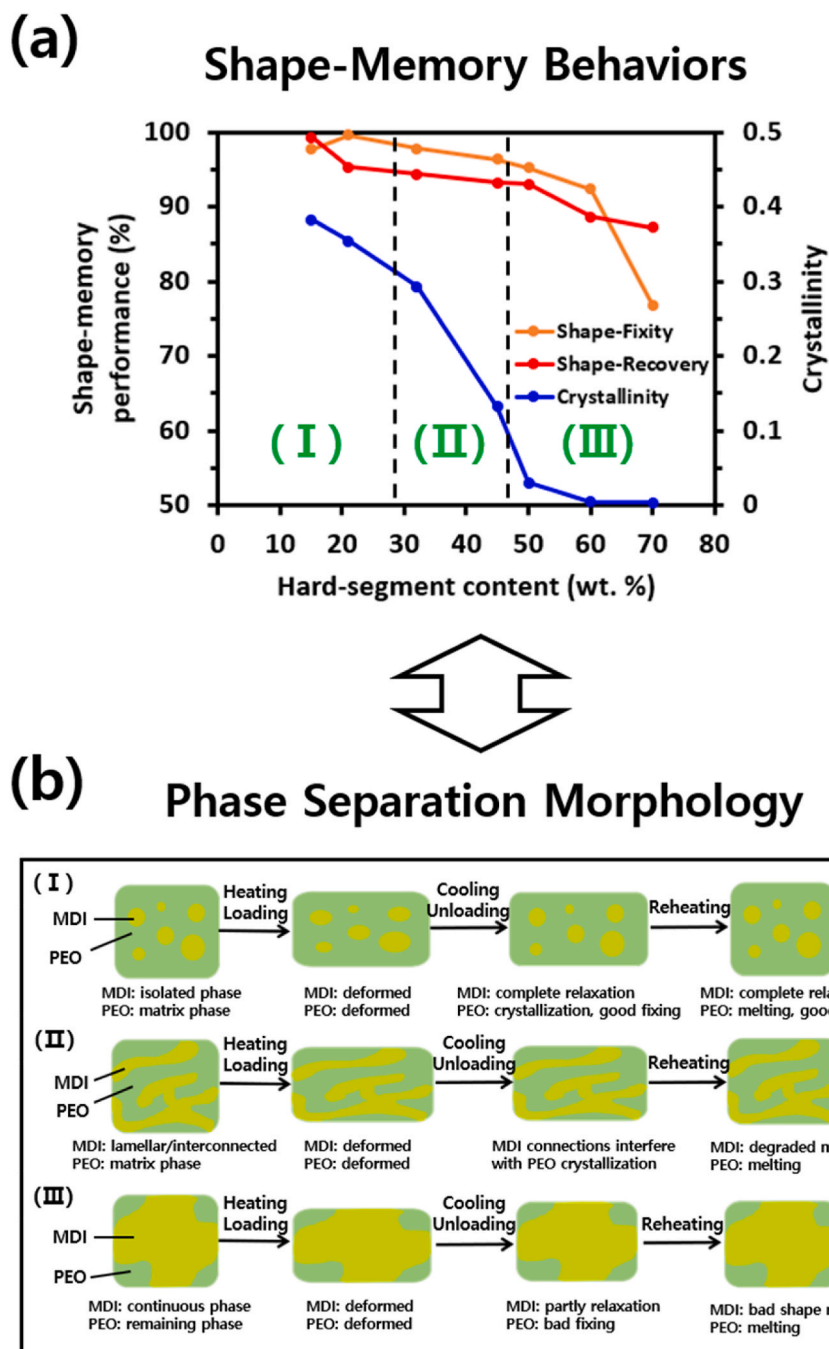 (a)
Shape-Memory Behaviors
Shape-memory
performance (%)
100
90
80
70
60
50
0.5
0.4
0.3
0.2
0.1
0
Crystallinity
Shape-Fixity
Shape-Recovery
Crystallinity
(Ⅰ)
(Ⅱ)
(Ⅲ)
0 10 20 30 40 50 60 70 80
Hard-segment content (wt. %)
(b)
Phase Separation Morphology
(Ⅰ)
MDI
PEO
Heating
Loading
Cooling
Unloading
Reheating
MDI: isolated phase
PEO: matrix phase
MDI: deformed
PEO: deformed
MDI: complete relaxation
PEO: crystallization, good fixing
MDI: complete rela
PEO: melting, good
(Ⅱ)
MDI
PEO
Heating
Loading
Cooling
Unloading
Reheating
MDI: lamellar/interconnected
PEO: matrix phase
MDI: deformed
PEO: deformed
MDI connections interfere
with PEO crystallization
MDI: degraded m
PEO: melting
(Ⅲ)
MDI
PEO
Heating
Loading
Cooling
Unloading
Reheating
MDI: continuous phase
PEO: remaining phase
MDI: deformed
PEO: deformed
MDI: partly relaxation
PEO: bad fixing
MDI: bad shape r
PEO: melting